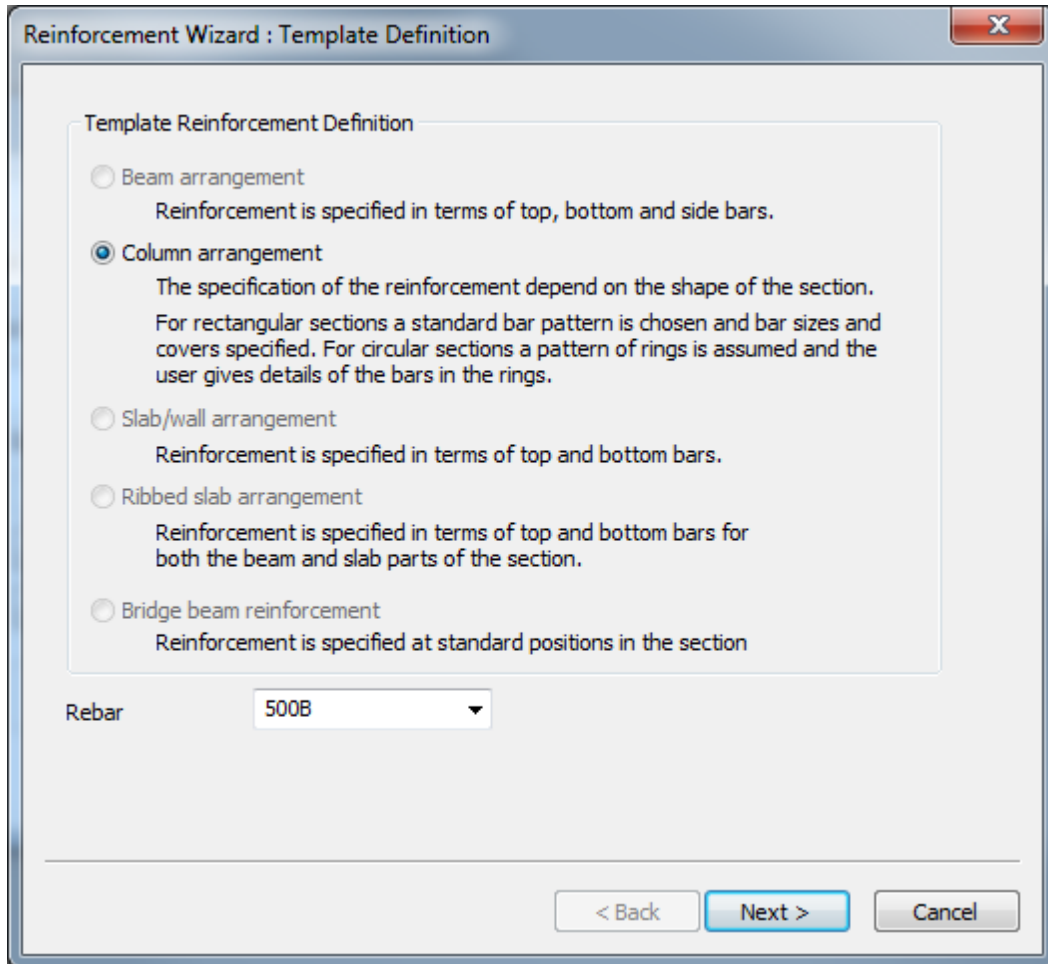 Reinforcement Wizard : Template Definition
Template Reinforcement Definition
Beam arrangement
Reinforcement is specified in terms of top, bottom and side bars.
Column arrangement
The specification of the reinforcement depend on the shape of the section.
For rectangular sections a standard bar pattern is chosen and bar sizes and
covers specified. For circular sections a pattern of rings is assumed and the
user gives details of the bars in the rings.
Slab/wall arrangement
Reinforcement is specified in terms of top and bottom bars.
Ribbed slab arrangement
Reinforcement is specified in terms of top and bottom bars for
both the beam and slab parts of the section.
Bridge beam reinforcement
Reinforcement is specified at standard positions in the section
Rebar 500B
< Back Next > Cancel